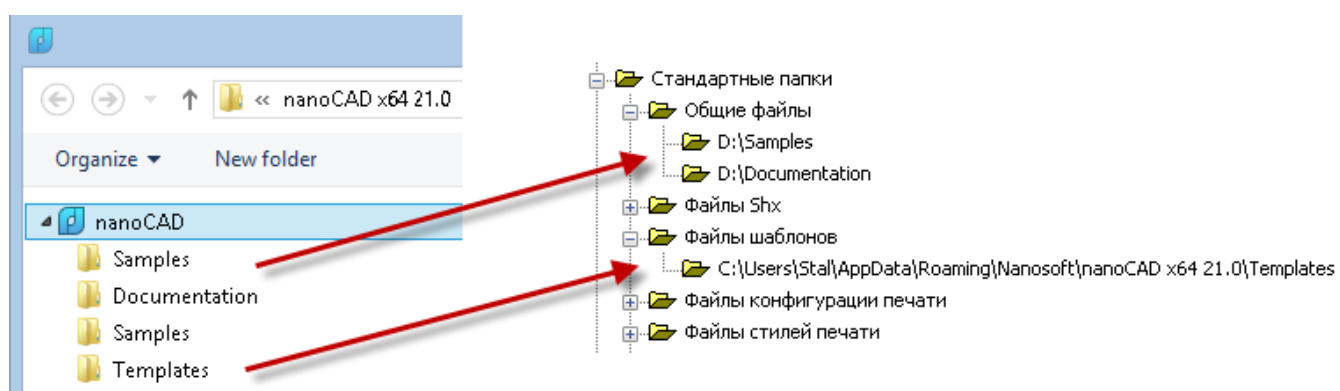 « nanoCAD x64 21.0
Organize New folder
nanoCAD
Samples
Documentation
Samples
Templates
Стандартные папки
Общие файлы
D:\Samples
D:\Documentation
Файлы Shx
Файлы шаблонов
C:\Users\Stal\AppData\Roaming\Nanosoft\nanoCAD x64 21.0\Templates
Файлы конфигурации печати
Файлы стилей печати